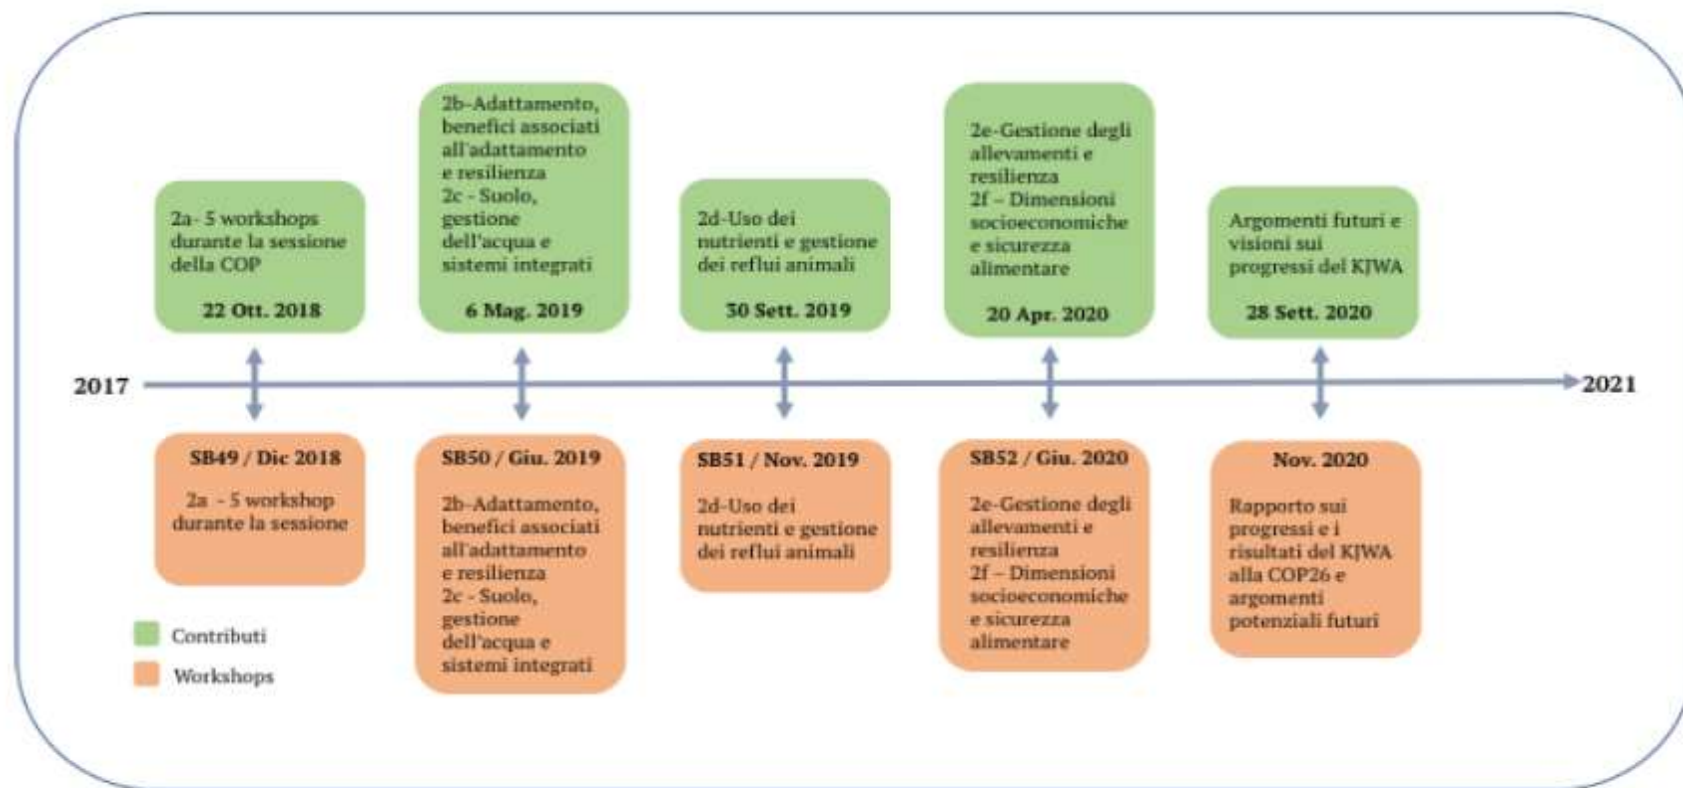 2a- 5 workshops
durante la sessione
della COP
22 Ott. 2018
2b-Adattamento,
benefici associati
all'adattamento
e resilienza
2c - Suolo,
gestione
dell'acqua e
sistemi integrati
6 Mag. 2019
2d-Uso dei
nutrienti e gestione
dei reflui animali
30 Sett. 2019
2e-Gestione degli
allevamenti e
resilienza
2f – Dimensioni
socioeconomiche
e sicurezza
alimentare
20 Apr. 2020
Argomenti futuri e
visioni sui
progressi del KJWA
28 Sett. 2020
2017
2021
SB49 / Dic 2018
2a - 5 workshop
durante la sessione
SB50 / Giu. 2019
2b-Adattamento,
benefici associati
all'adattamento
e resilienza
2c - Suolo,
gestione
dell'acqua e
sistemi integrati
SB51 / Nov. 2019
2d-Uso dei
nutrienti e gestione
dei reflui animali
SB52 / Giu. 2020
2e-Gestione degli
allevamenti e
resilienza
2f – Dimensioni
socioeconomiche
e sicurezza
alimentare
Nov. 2020
Rapporto sui
progressi e i
risultati del KJWA
alla COP26 e
argomenti
potenziali futuri
Contributi
Workshops